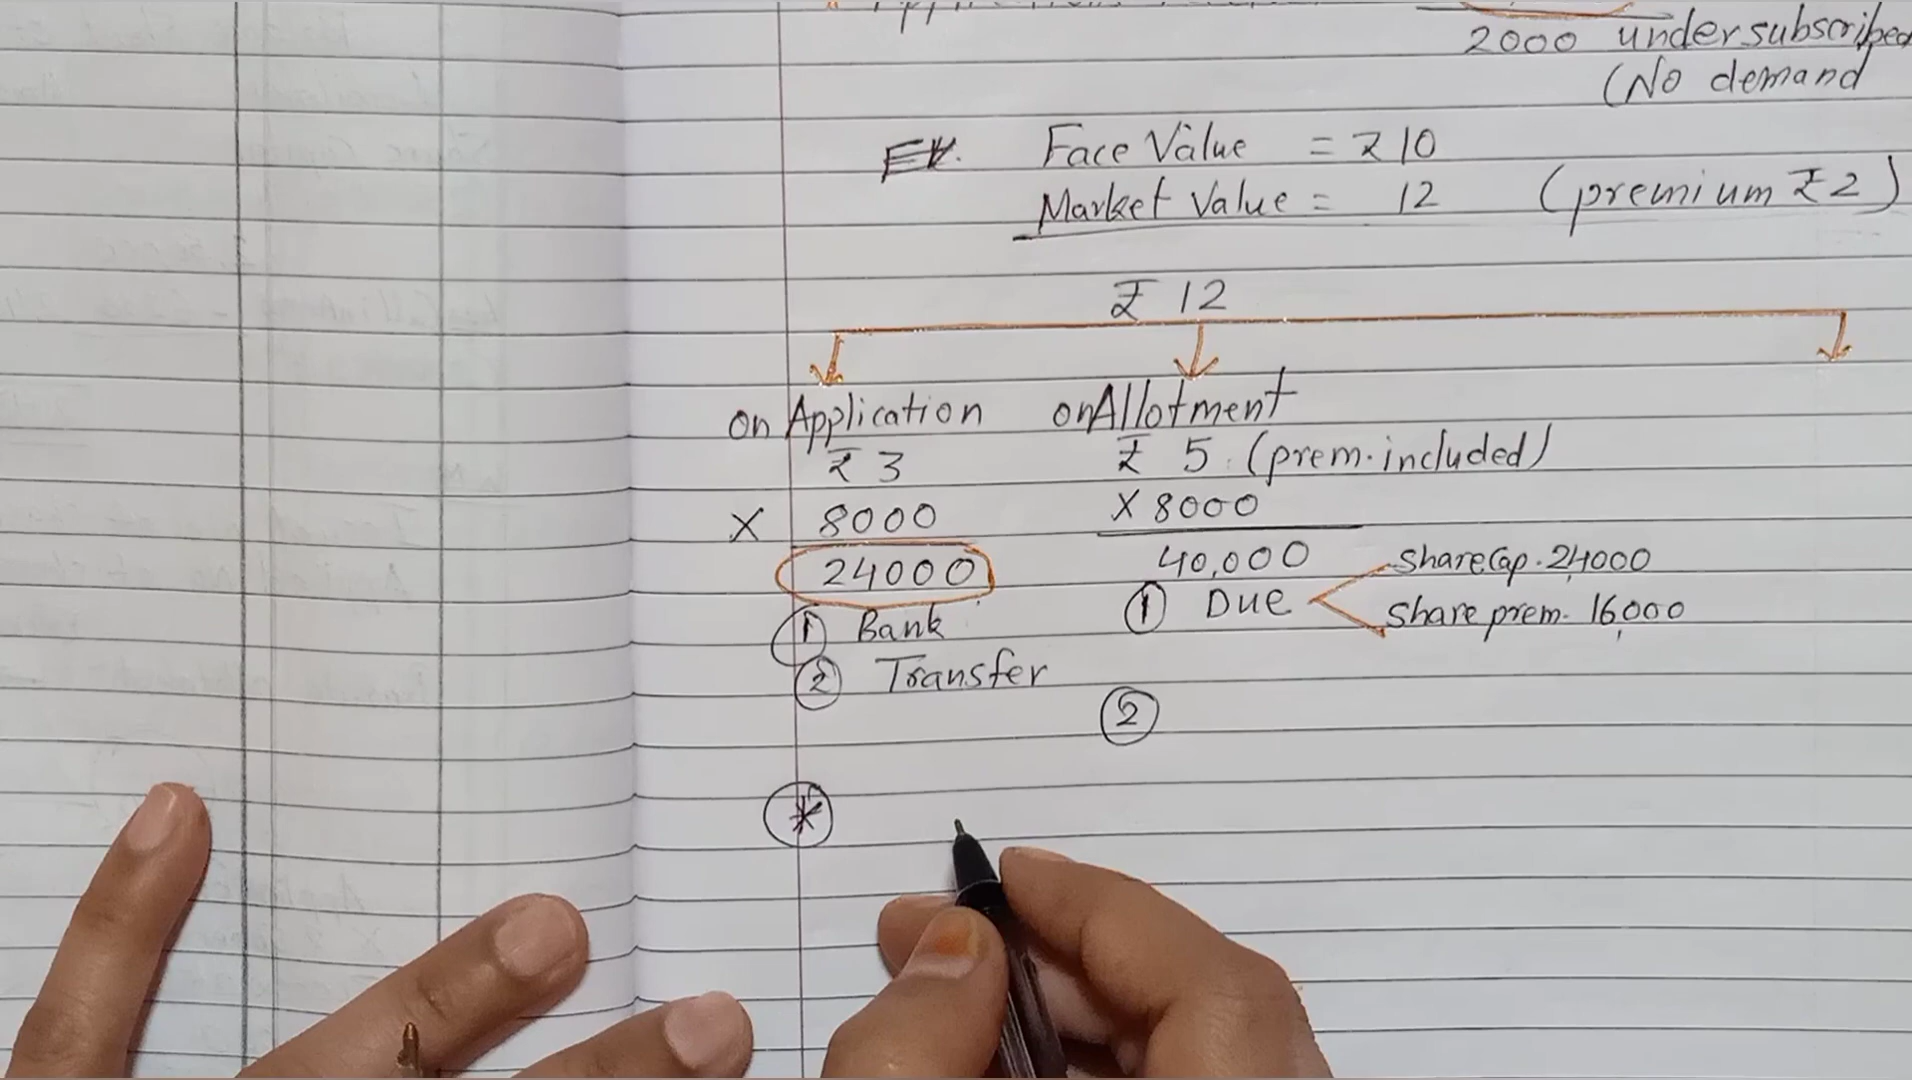 2000 undersubscribed
(No demand
Ex. Face Value = ₹ 10
Market Value = 12 (premium ₹ 2)
₹ 12
on Application
₹ 3
X 8000
24000
① Bank
② Transfer
on Allotment
₹ 5 (prem. included)
X 8000
40,000
① Due
Share Cap. 24,000
Share prem. 16,000
②
*